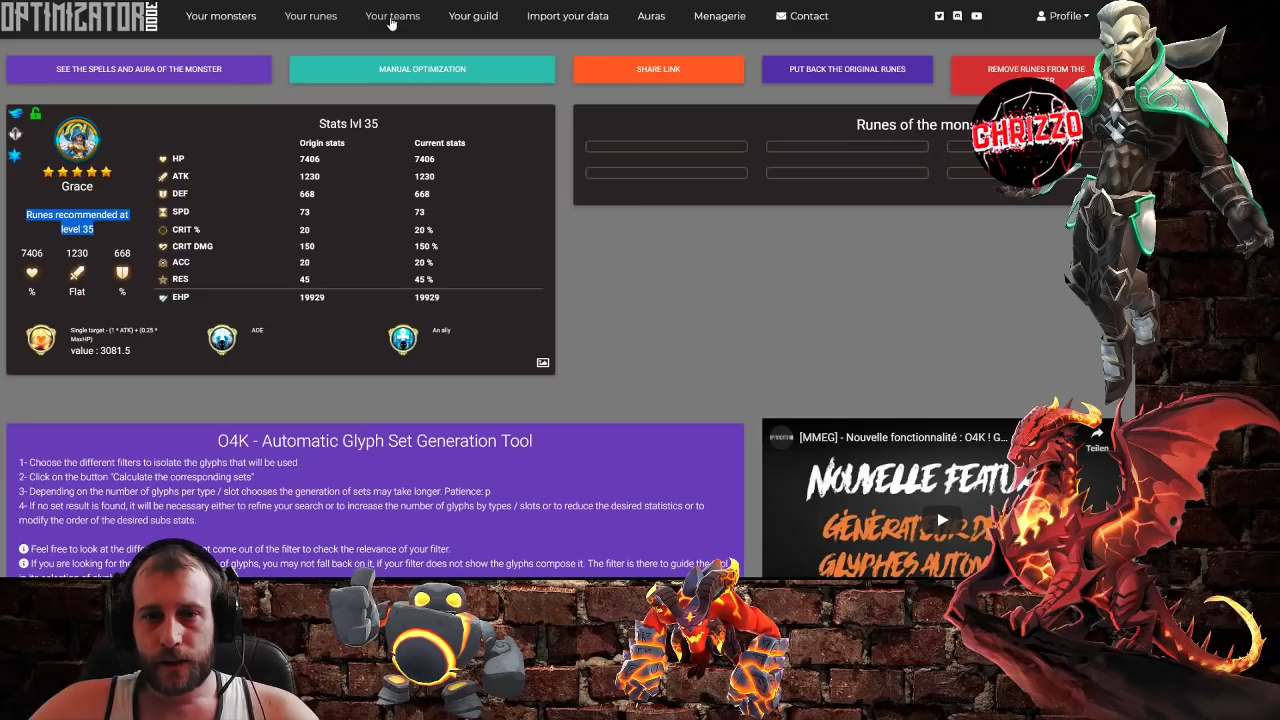 OPTIMIZATOR
Your monsters
Your runes
Your teams
Your guild
Import your data
Auras
Menagerie
Contact
Profile
SEE THE SPELLS AND AURA OF THE MONSTER
MANUAL OPTIMIZATION
SHARE LINK
PUT BACK THE ORIGINAL RUNES
REMOVE RUNES FROM THE
Grace
Runes recommended at
level 35
7406 1230 668
% Flat %
Stats lvl 35
Origin stats Current stats
HP 7406 7406
ATK 1230 1230
DEF 668 668
SPD 73 73
CRIT % 20 20 %
CRIT DMG 150 150 %
ACC 20 20 %
RES 45 45 %
EHP 19929 19929
Single target - (1 * ATK) + (0.25 *
MaxHP)
value : 3081.5
AOE
An ally
Runes of the mon
CHRIZZO
O4K - Automatic Glyph Set Generation Tool
1- Choose the different filters to isolate the glyphs that will be used
2- Click on the button "Calculate the corresponding sets"
3- Depending on the number of glyphs per type / slot chooses the generation of sets may take longer. Patience: p
4- If no set result is found, it will be necessary either to refine your search or to increase the number of glyphs by types / slots or to reduce the desired statistics or to
modify the order of the desired subs stats.
Feel free to look at the diffe t come out of the filter to check the relevance of your filter.
If you are looking for the of glyphs, you may not fall back on it, if your filter does not show the glyphs compose it. The filter is there to guide the
[MMEG] - Nouvelle fonctionnalité : O4K ! G...
Teilen
NOUVELLE FEATU
GÉNÉRATEUR D
GLYPHES AUTOM